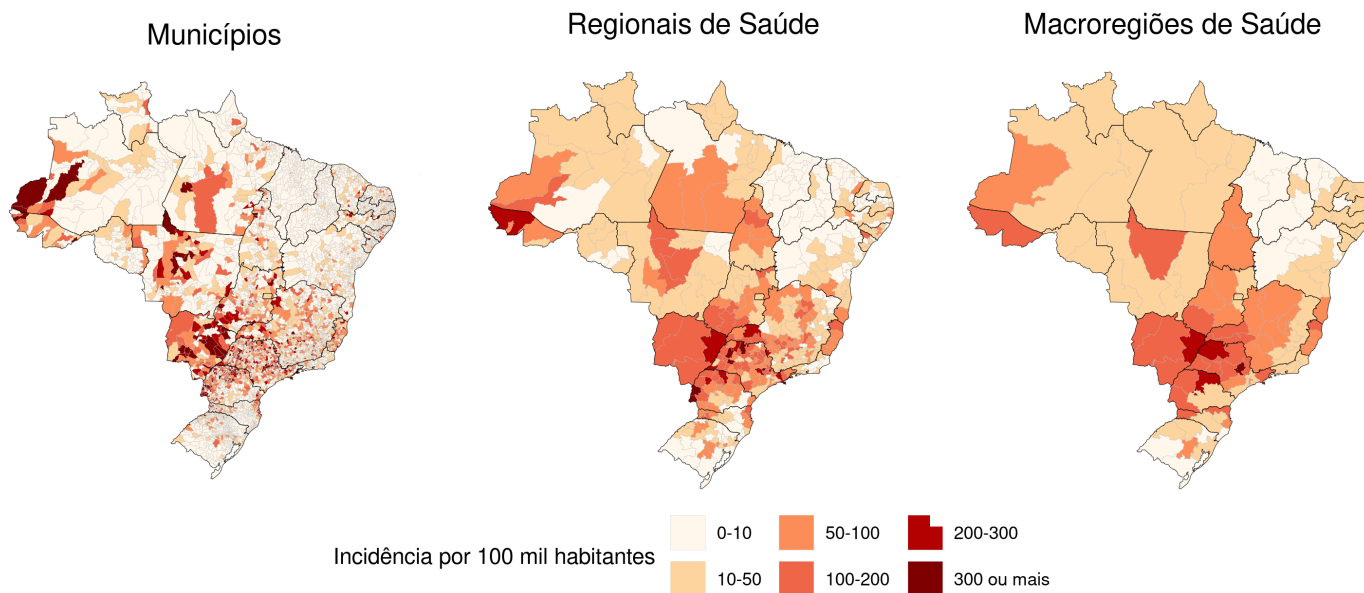 Municípios
Regionais de Saúde
Macroregiões de Saúde
Incidência por 100 mil habitantes
0-10
50-100
200-300
10-50
100-200
300 ou mais